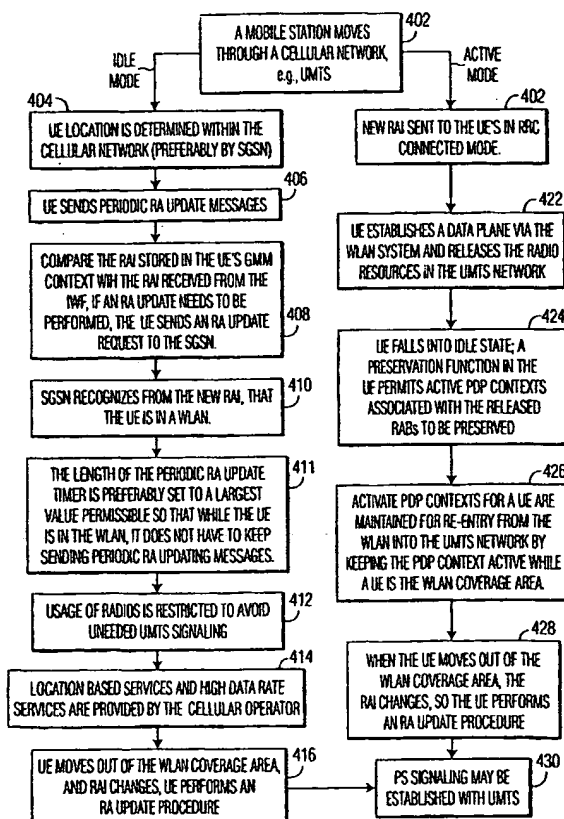 402
A MOBILE STATION MOVES
THROUGH A CELLULAR NETWORK,
e.g., UMTS
IDLE
MODE
ACTIVE
MODE
404
UE LOCATION IS DETERMINED WITHIN THE
CELLULAR NETWORK (PREFERABLY BY SGSN)
406
UE SENDS PERIODIC RA UPDATE MESSAGES
COMPARE THE RAI STORED IN THE UE'S GMM
CONTEXT WIH THE RAI RECEIVED FROM THE
IWF, IF AN RA UPDATE NEEDS TO BE
PERFORMED, THE UE SENDS AN RA UPDATE
REQUEST TO THE SGSN.
408
410
SGSN RECOGNIZES FROM THE NEW RAI, THAT
THE UE IS IN A WLAN.
411
THE LENGTH OF THE PERIODIC RA UPDATE
TIMER IS PREFERABLY SET TO A LARGEST
VALUE PERMISSIBLE SO THAT WHILE THE UE
IS IN THE WLAN, IT DOES NOT HAVE TO KEEP
SENDING PERIODIC RA UPDATING MESSAGES.
412
USAGE OF RADIOS IS RESTRICTED TO AVOID
UNEEDED UMTS SIGNALING
414
LOCATION BASED SERVICES AND HIGH DATA RATE
SERVICES ARE PROVIDED BY THE CELLULAR OPERATOR
416
UE MOVES OUT OF THE WLAN COVERAGE AREA,
AND RAI CHANGES, UE PERFORMS AN
RA UPDATE PROCEDURE
402
NEW RAI SENT TO THE UE'S IN RRC
CONNECTED MODE.
422
UE ESTABLISHES A DATA PLANE VIA THE
WLAN SYSTEM AND RELEASES THE RADIO
RESOURCES IN THE UMTS NETWORK
424
UE FALLS INTO IDLE STATE; A
PRESERVATION FUNCTION IN THE
UE PERMITS ACTIVE PDP CONTEXTS
ASSOCIATED WITH THE RELEASED
RABs TO BE PRESERVED
426
ACTIVATE PDP CONTEXTS FOR A UE ARE
MAINTAINED FOR RE-ENTRY FROM THE
WLAN INTO THE UMTS NETWORK BY
KEEPING THE PDP CONTEXT ACTIVE WHILE
A UE IS THE WLAN COVERAGE AREA.
428
WHEN THE UE MOVES OUT OF THE
WLAN COVERAGE AREA, THE
RAI CHANGES, SO THE UE PERFORMS
AN RA UPDATE PROCEDURE
430
PS SIGNALING MAY BE
ESTABLISHED WITH UMTS